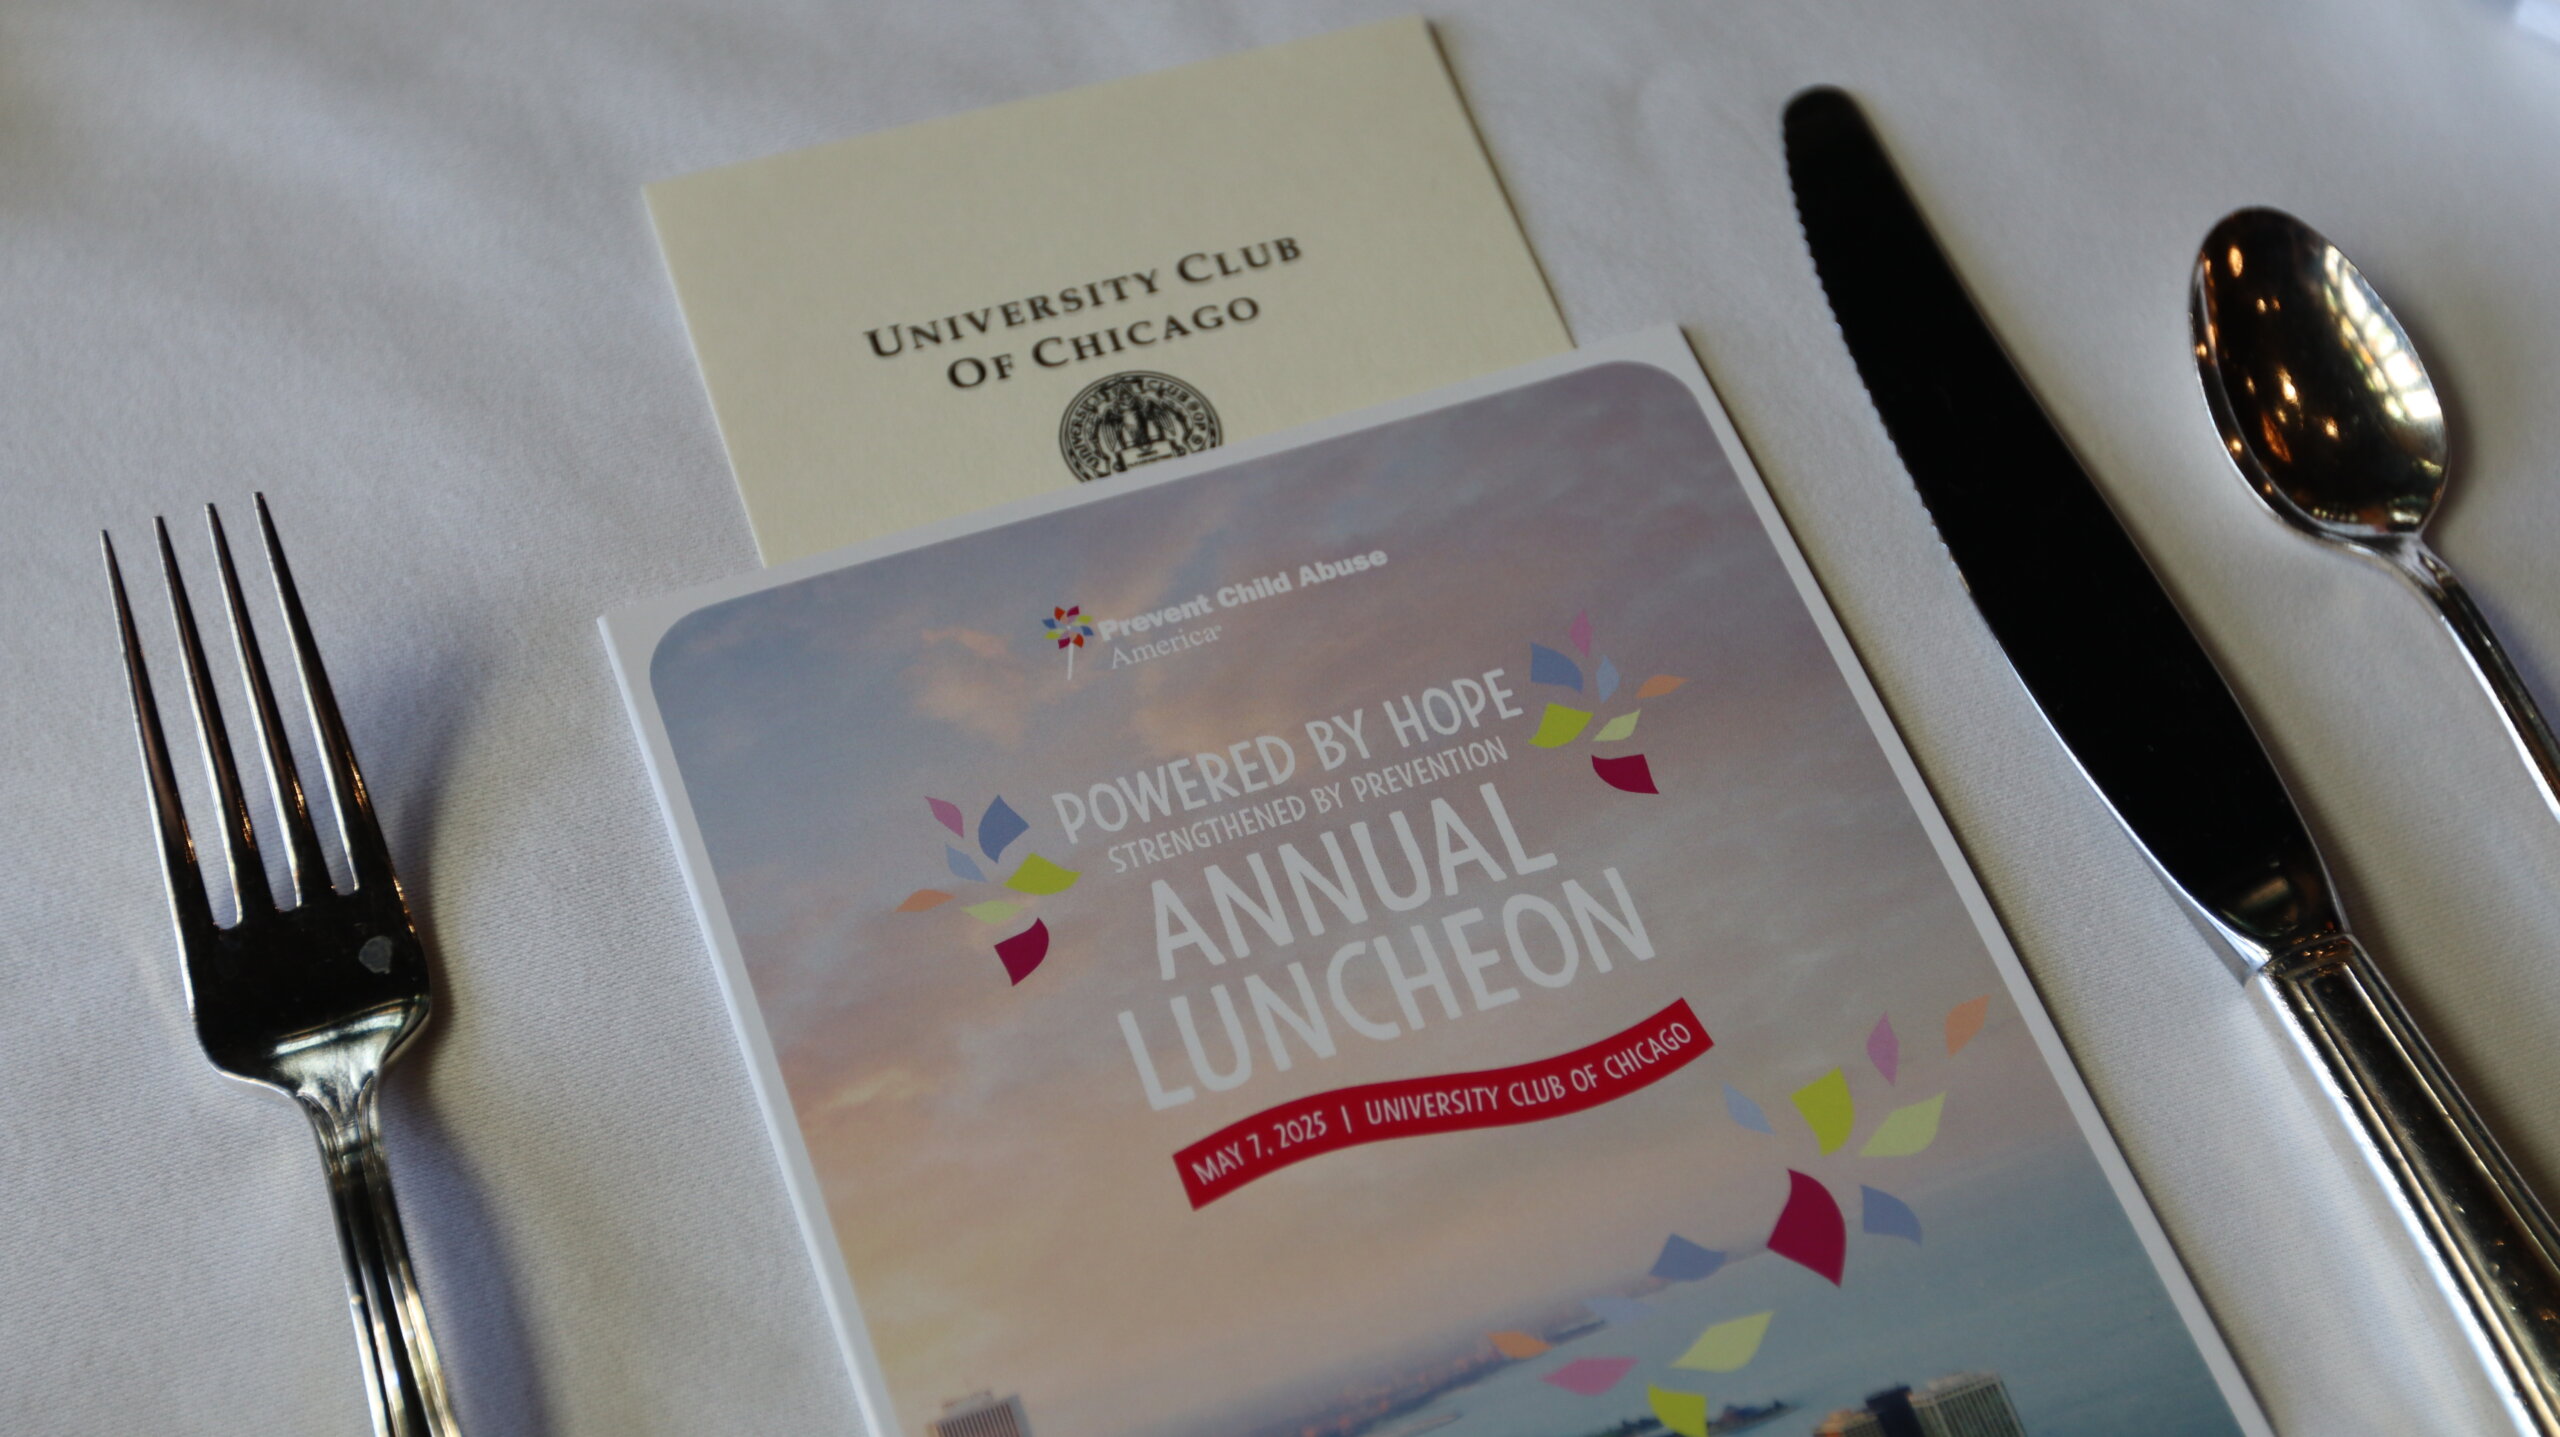 UNIVERSITY CLUB
OF CHICAGO
Prevent Child Abuse
America®
POWERED BY HOPE
STRENGTHENED BY PREVENTION
ANNUAL
LUNCHEON
MAY 7, 2025 | UNIVERSITY CLUB OF CHICAGO